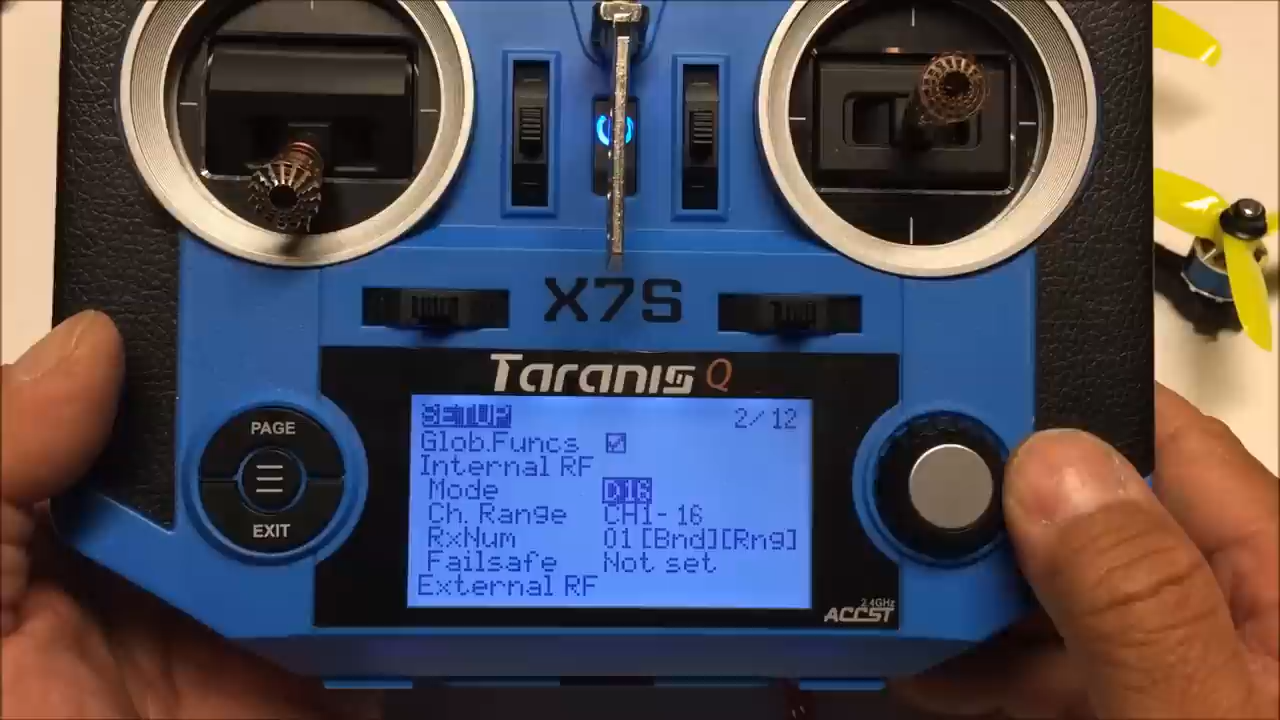 X7S
Taranis Q
PAGE
EXIT
SETUP 2/12
Glob.Funcs
Internal RF
Mode D16
Ch. Range CH1-16
RxNum 01 [Bnd][Rng]
Failsafe Not set
External RF
2.4GHz
ACCST